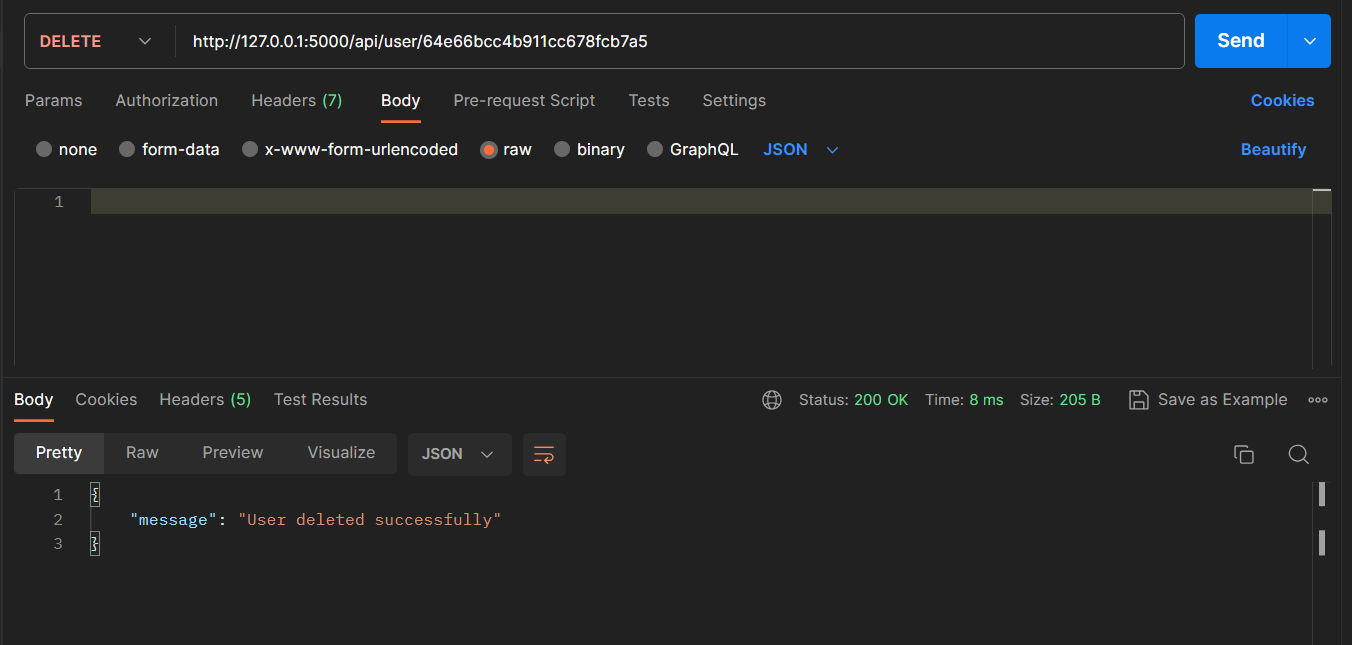 DELETE http://127.0.0.1:5000/api/user/64e66bcc4b911cc678fcb7a5 Send
Params Authorization Headers (7) Body Pre-request Script Tests Settings Cookies
none form-data x-www-form-urlencoded raw binary GraphQL JSON Beautify
1
Body Cookies Headers (5) Test Results Status: 200 OK Time: 8 ms Size: 205 B Save as Example
Pretty Raw Preview Visualize JSON
1 {
2 "message": "User deleted successfully"
3 }